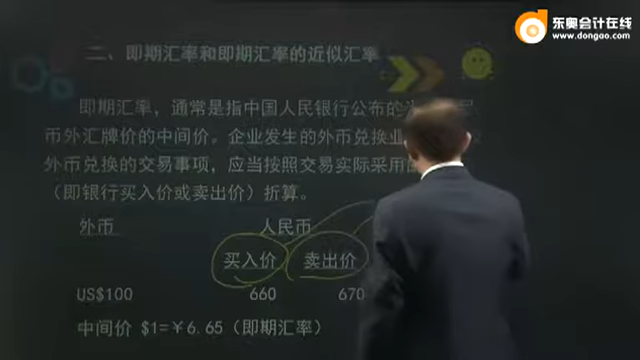 东奥会计在线
www.dongao.com
二、即期汇率和即期汇率的近似汇率
即期汇率，通常是指中国人民银行公布的
币外汇牌价的中间价。企业发生的外币兑换业
外币兑换的交易事项，应当按照交易实际采用
（即银行买入价或卖出价）折算。
外币 人民币
买入价 卖出价
US$100 660 670
中间价 $1=￥6.65（即期汇率）